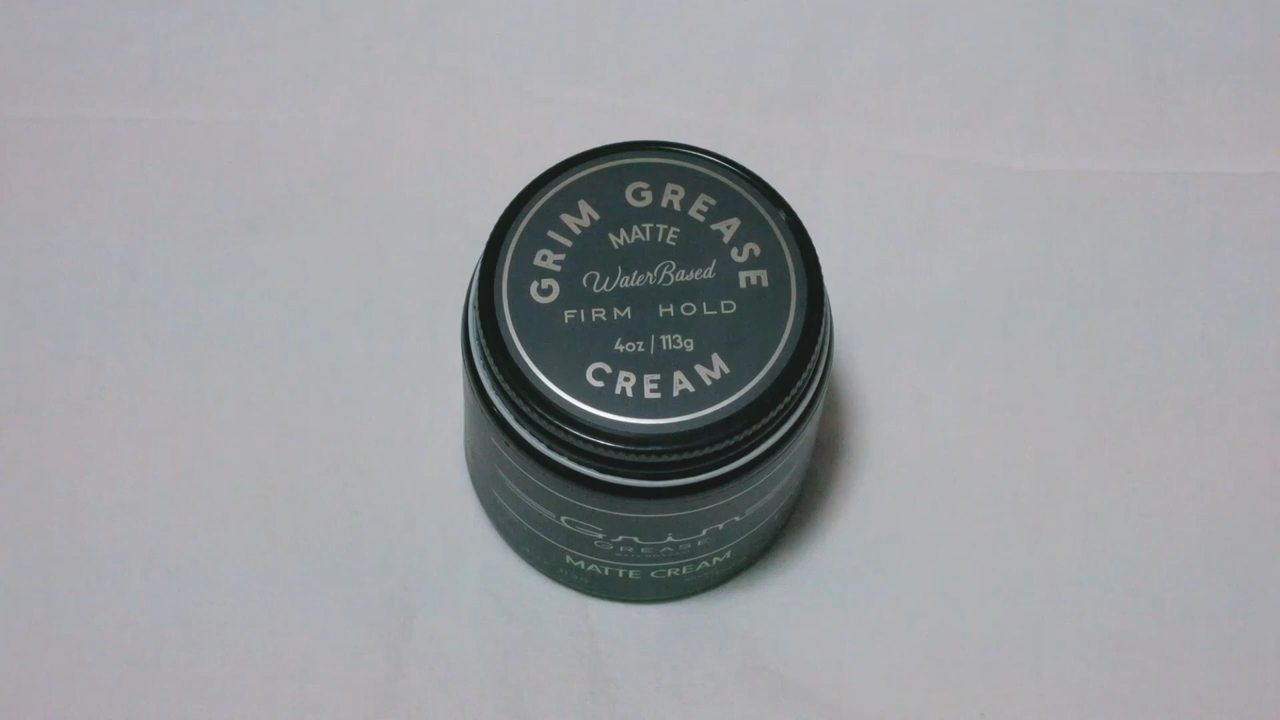 GRIM GREASE
MATTE
WaterBased
FIRM HOLD
4oz | 113g
CREAM
Grim
GREASE
MATTE CREAM